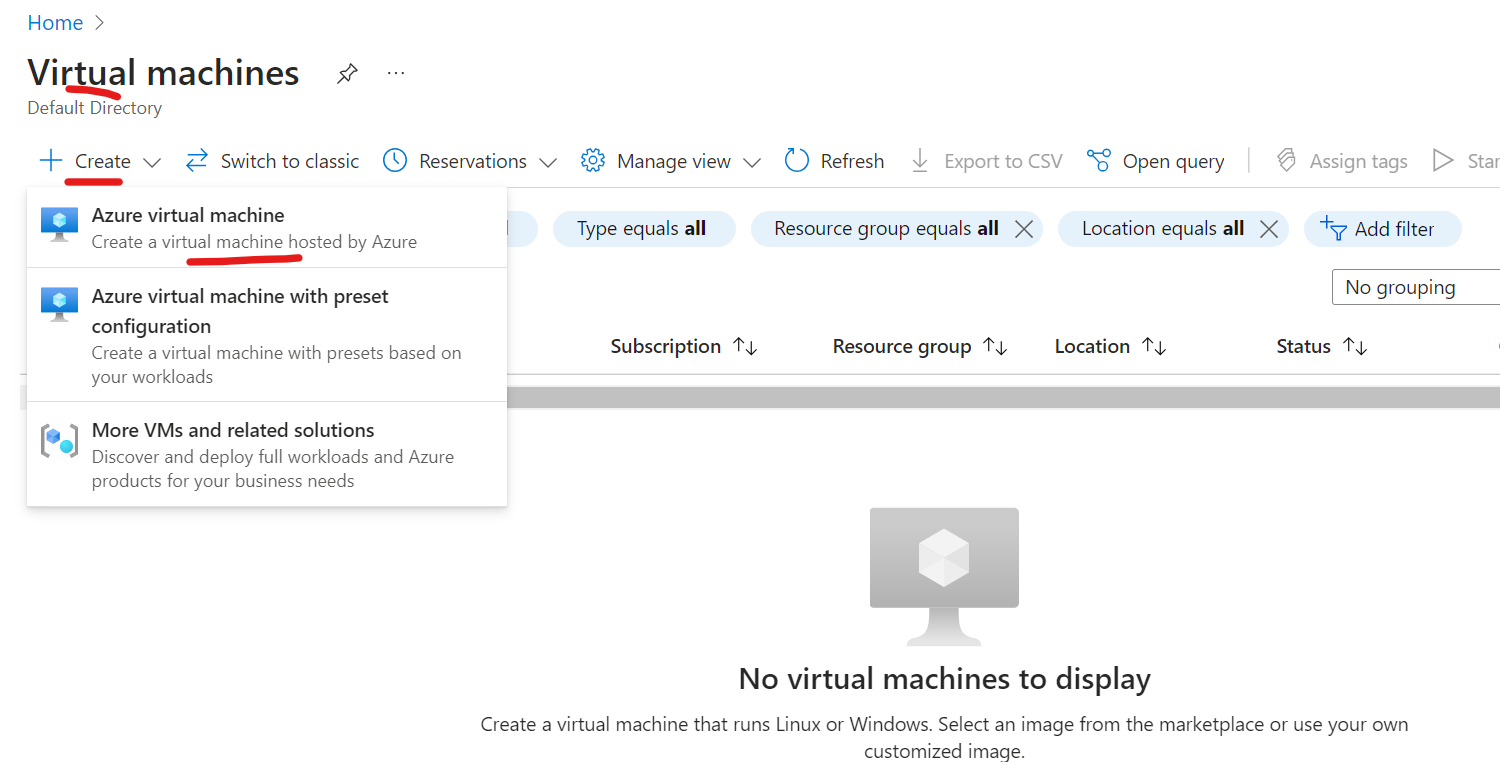 Home
Virtual machines
Default Directory
Create
Switch to classic
Reservations
Manage view
Refresh
Export to CSV
Open query
Assign tags
Azure virtual machine
Create a virtual machine hosted by Azure
Azure virtual machine with preset
configuration
Create a virtual machine with presets based on
your workloads
More VMs and related solutions
Discover and deploy full workloads and Azure
products for your business needs
Type equals all
Resource group equals all
Location equals all
Add filter
No grouping
Subscription
Resource group
Location
Status
No virtual machines to display
Create a virtual machine that runs Linux or Windows. Select an image from the marketplace or use your own
customized image.